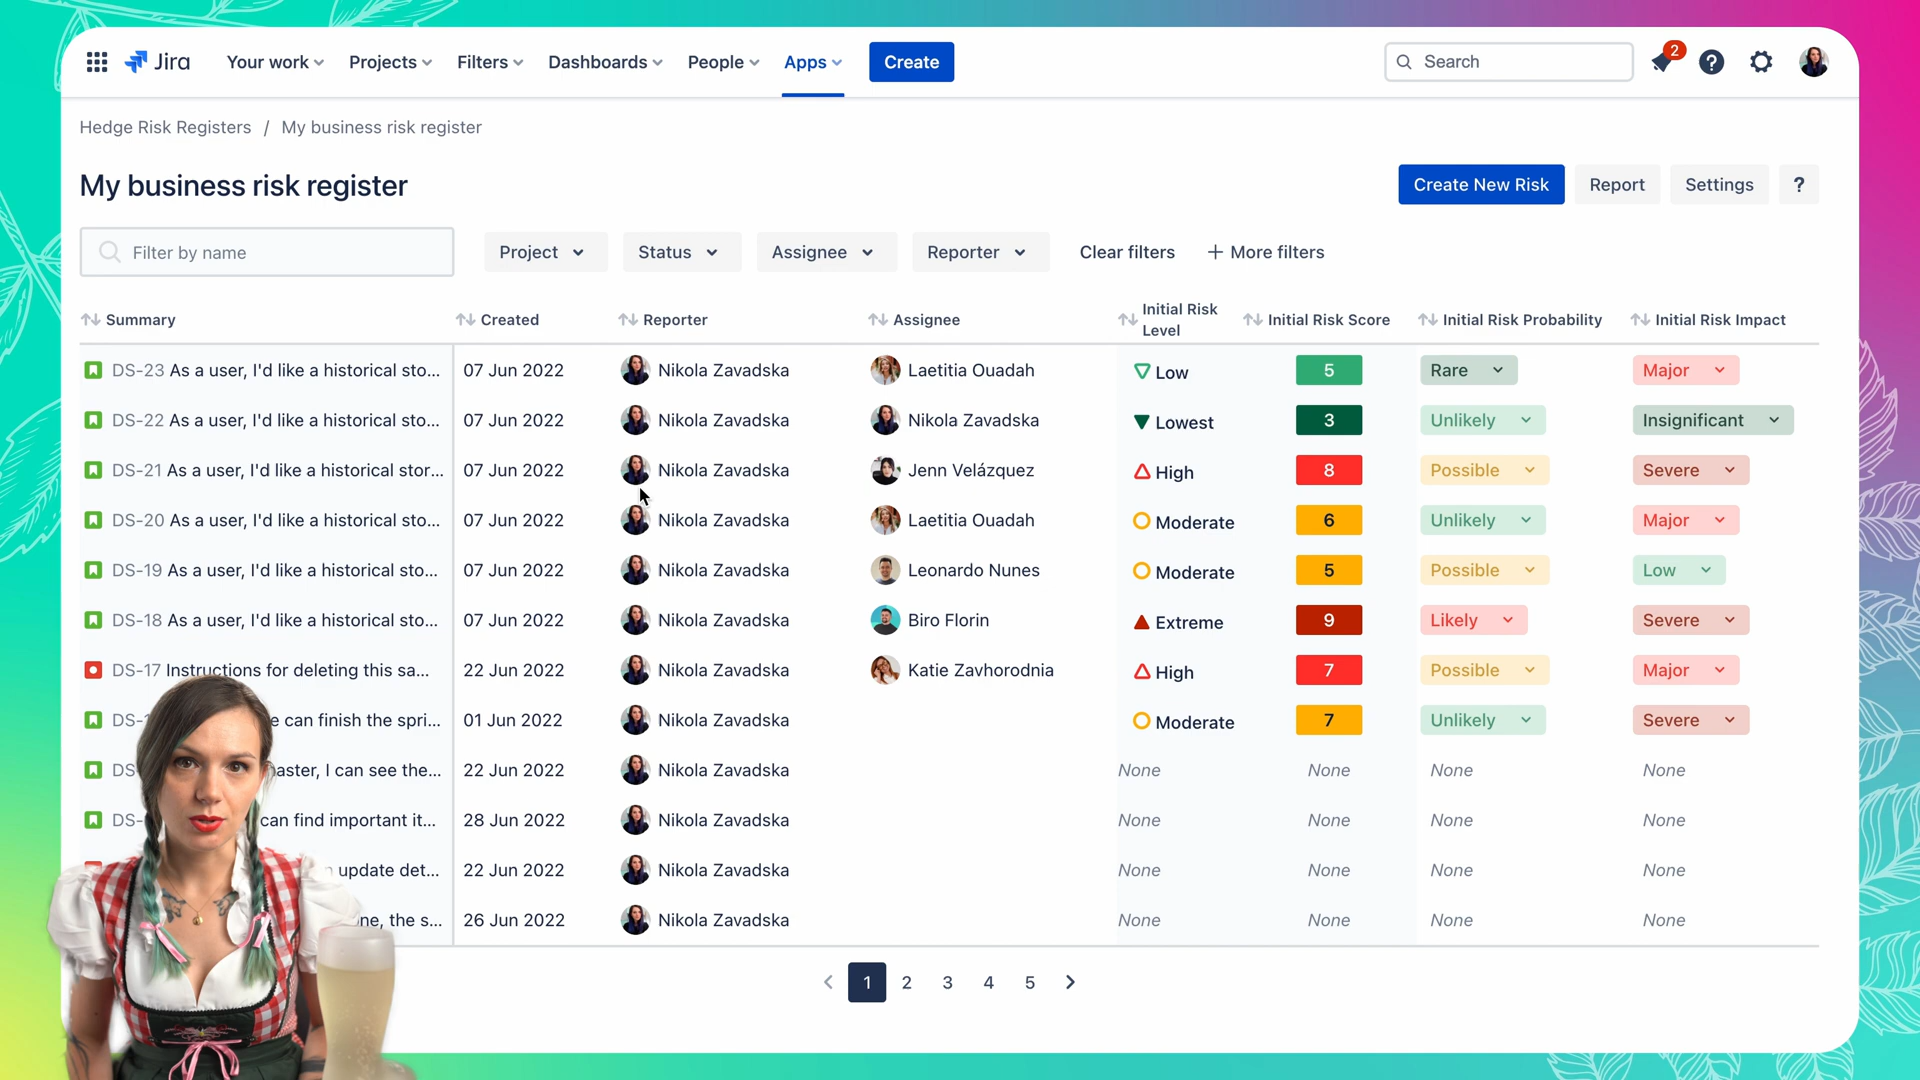 Jira Your work Projects Filters Dashboards People Apps Create Search 2 ?
Hedge Risk Registers / My business risk register
My business risk register Create New Risk Report Settings ?
Filter by name Project Status Assignee Reporter Clear filters + More filters
Summary Created Reporter Assignee Initial Risk Level Initial Risk Score Initial Risk Probability Initial Risk Impact
DS-23 As a user, I'd like a historical sto... 07 Jun 2022 Nikola Zavadska Laetitia Ouadah Low 5 Rare Major
DS-22 As a user, I'd like a historical sto... 07 Jun 2022 Nikola Zavadska Nikola Zavadska Lowest 3 Unlikely Insignificant
DS-21 As a user, I'd like a historical stor... 07 Jun 2022 Nikola Zavadska Jenn Velázquez High 8 Possible Severe
DS-20 As a user, I'd like a historical sto... 07 Jun 2022 Nikola Zavadska Laetitia Ouadah Moderate 6 Unlikely Major
DS-19 As a user, I'd like a historical sto... 07 Jun 2022 Nikola Zavadska Leonardo Nunes Moderate 5 Possible Low
DS-18 As a user, I'd like a historical sto... 07 Jun 2022 Nikola Zavadska Biro Florin Extreme 9 Likely Severe
DS-17 Instructions for deleting this sa... 22 Jun 2022 Nikola Zavadska Katie Zavhorodnia High 7 Possible Major
can finish the spri... 01 Jun 2022 Nikola Zavadska Moderate 7 Unlikely Severe
I can see the... 22 Jun 2022 Nikola Zavadska None None None None
can find important it... 28 Jun 2022 Nikola Zavadska None None None None
update det... 22 Jun 2022 Nikola Zavadska None None None None
the s... 26 Jun 2022 Nikola Zavadska None None None None
1 2 3 4 5